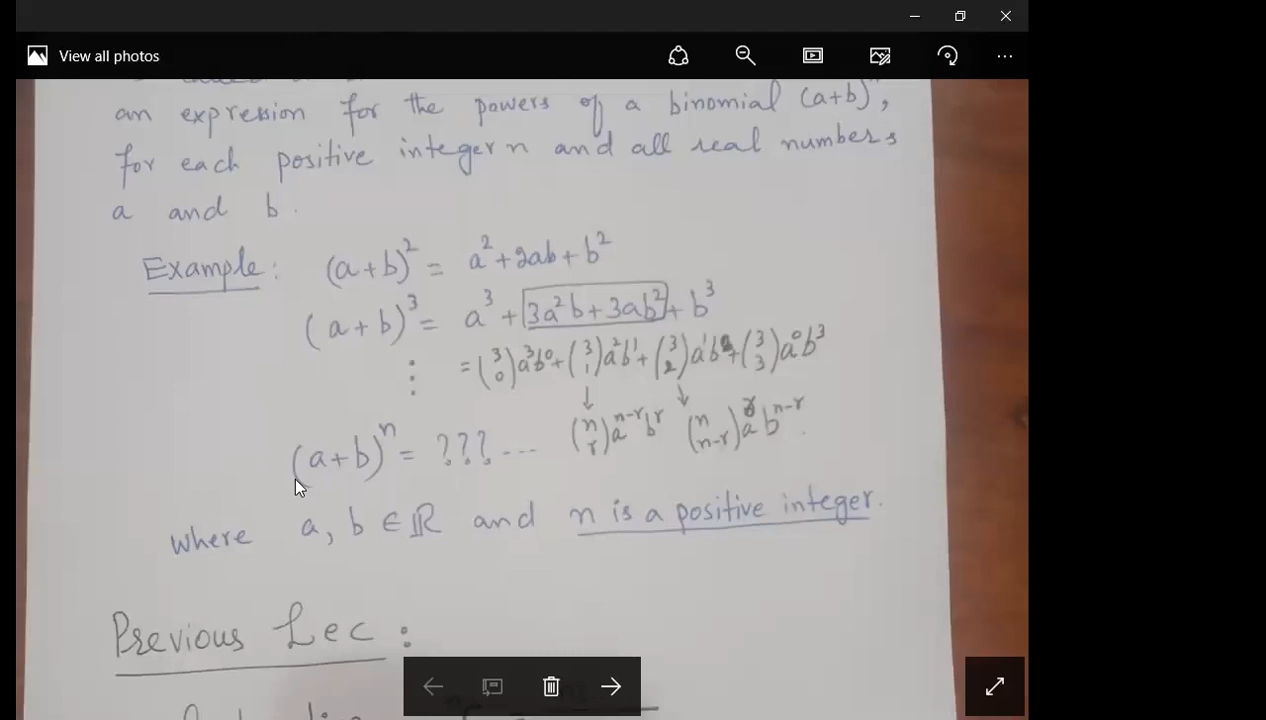 View all photos
an expression for the powers of a binomial (a+b)ⁿ,
for each positive integer n and all real numbers
a and b.
Example: (a+b)² = a² + 2ab + b²
(a+b)³ = a³ + 3a²b + 3ab² + b³
⋮ = (3 0)a³b⁰ + (3 1)a²b¹ + (3 2)a¹b² + (3 3)a⁰b³
↓ ↓
(a+b)ⁿ = ???... (n r)aⁿ⁻ʳbʳ (n n-r)aʳbⁿ⁻ʳ
where a, b ∈ ℝ and n is a positive integer.
Previous Lec :